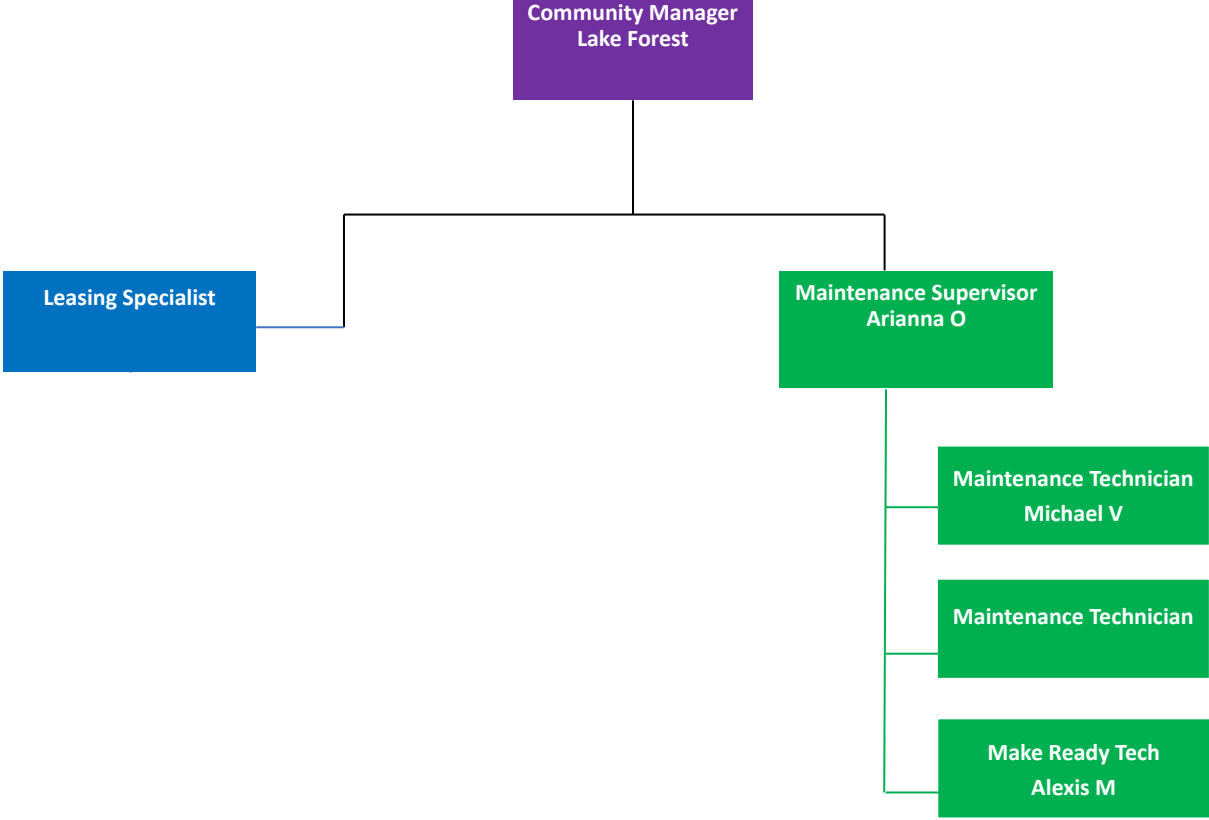 Community Manager
Lake Forest
Leasing Specialist
Maintenance Supervisor
Arianna O
Maintenance Technician
Michael V
Maintenance Technician
Make Ready Tech
Alexis M